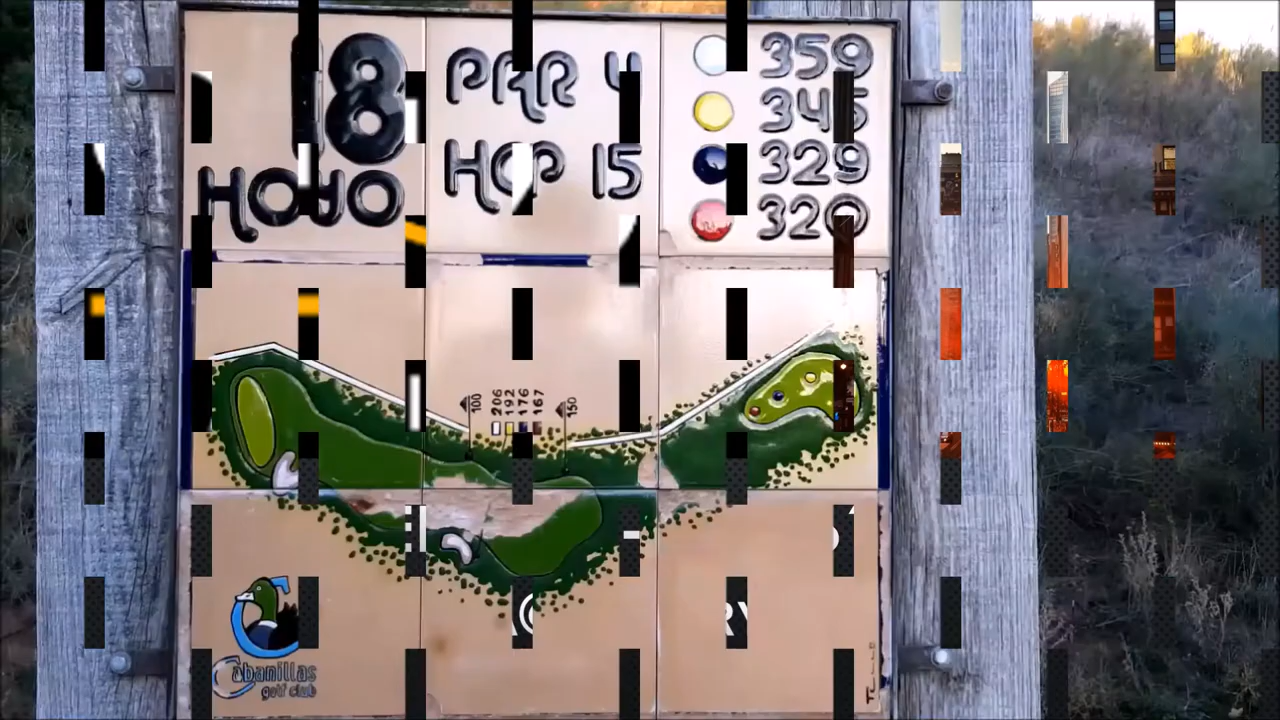 18
HOYO
PAR 4
HCP 15
359
345
329
320
100
206
192
176
167
150
Cabanillas
golf club